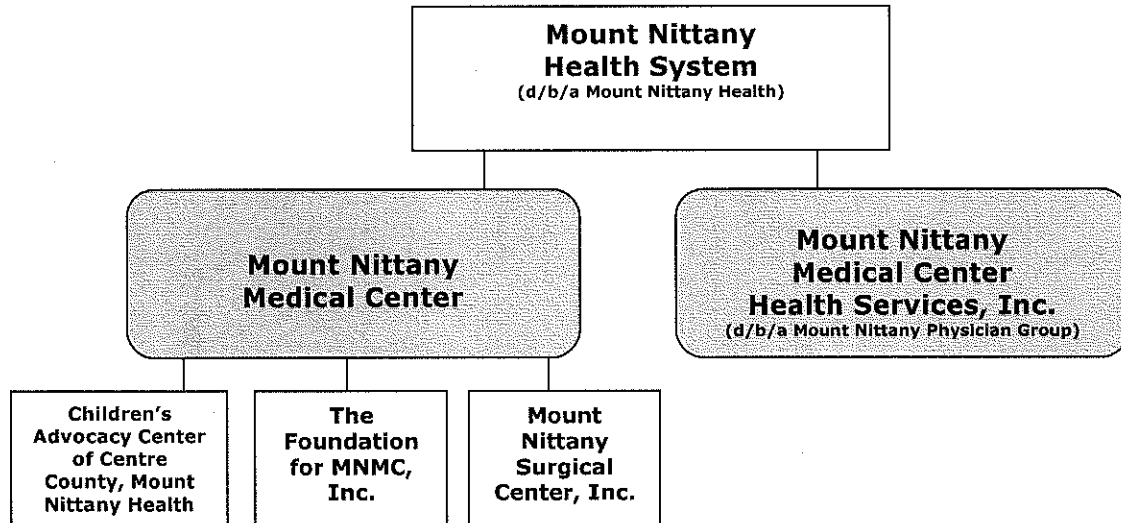 Mount Nittany
Health System
(d/b/a Mount Nittany Health)
Mount Nittany
Medical Center
Mount Nittany
Medical Center
Health Services, Inc.
(d/b/a Mount Nittany Physician Group)
Children's
Advocacy Center
of Centre
County, Mount
Nittany Health
The
Foundation
for MNMC,
Inc.
Mount
Nittany
Surgical
Center, Inc.